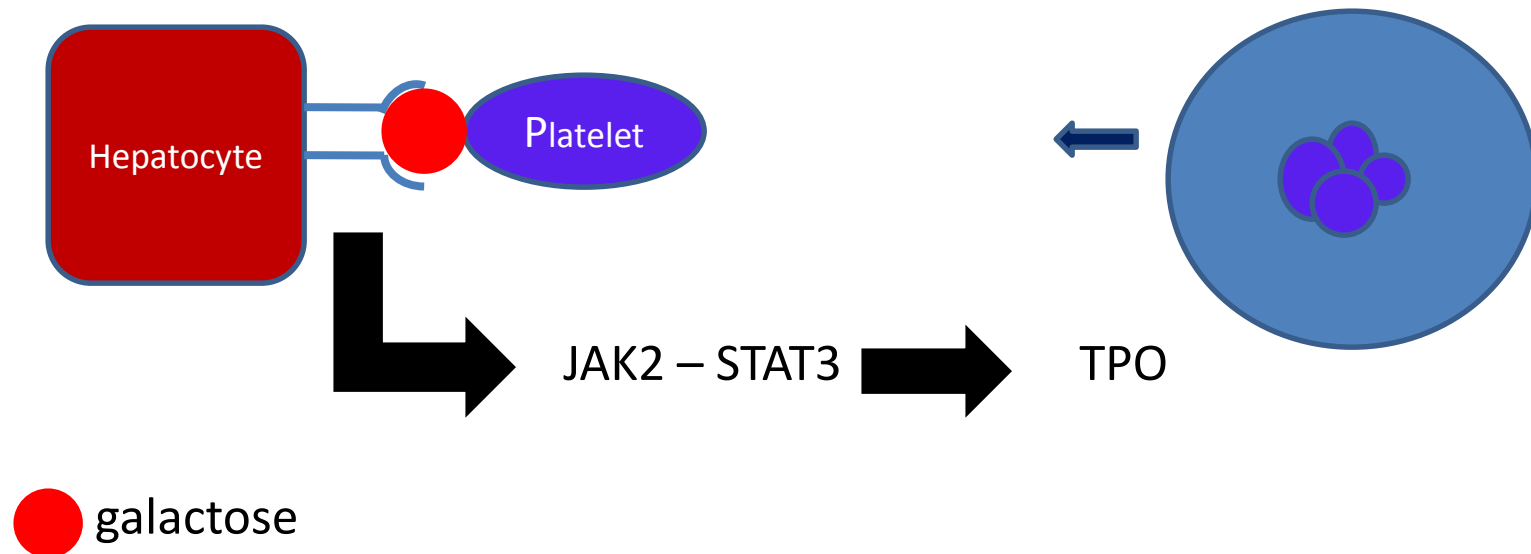 Hepatocyte
Platelet
JAK2 – STAT3
TPO
galactose